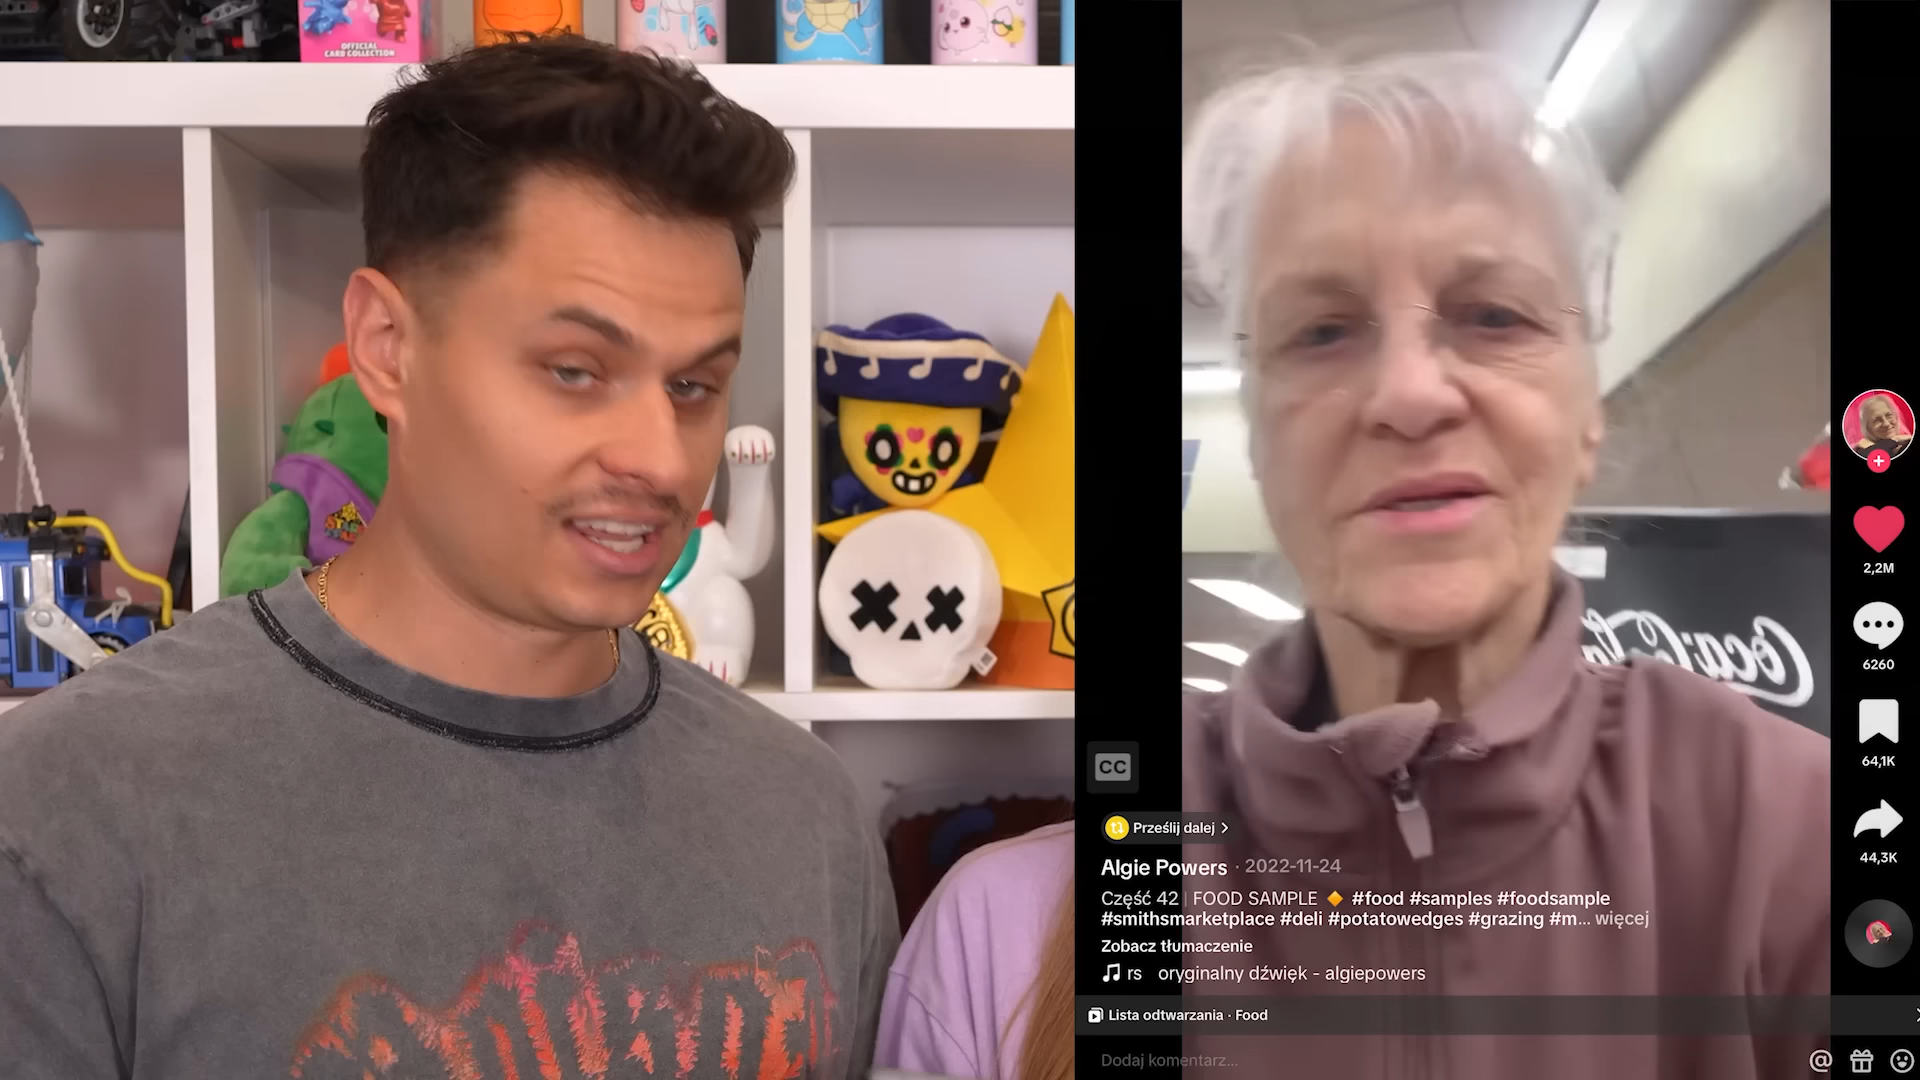 OFFICIAL
CARD COLLECTION
Coca-Cola
2,2M
6260
64,1K
44,3K
CC
Prześlij dalej
Algie Powers · 2022-11-24
Część 42 | FOOD SAMPLE 🔸 #food #samples #foodsample
#smithsmarketplace #deli #potatowedges #grazing #m... więcej
Zobacz tłumaczenie
rs oryginalny dźwięk - algiepowers
Lista odtwarzania · Food
Dodaj komentarz...